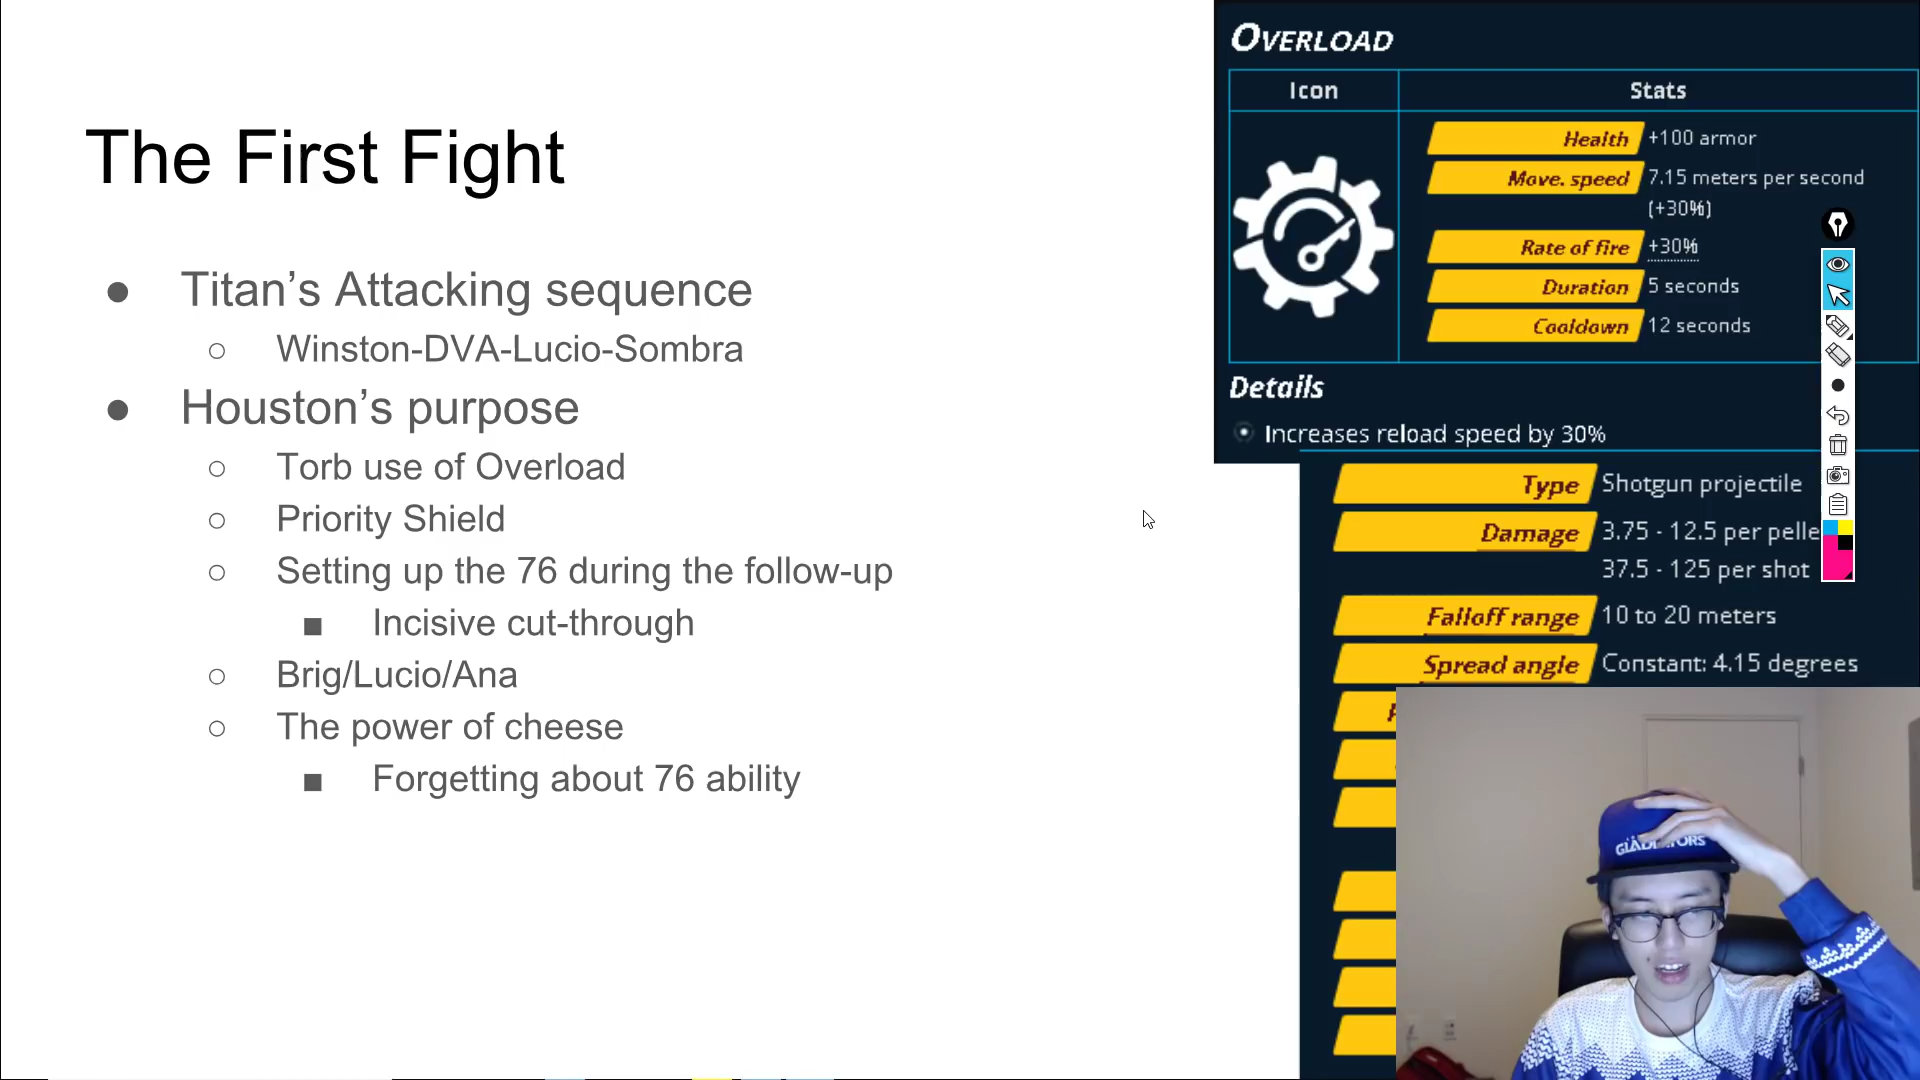 The First Fight
● Titan’s Attacking sequence
○ Winston-DVA-Lucio-Sombra
● Houston’s purpose
○ Torb use of Overload
○ Priority Shield
○ Setting up the 76 during the follow-up
■ Incisive cut-through
○ Brig/Lucio/Ana
○ The power of cheese
■ Forgetting about 76 ability
OVERLOAD
Icon Stats
Health +100 armor
Move. speed 7.15 meters per second
(+30%)
Rate of fire +30%
Duration 5 seconds
Cooldown 12 seconds
Details
Increases reload speed by 30%
Type Shotgun projectile
Damage 3.75 - 12.5 per pelle
37.5 - 125 per shot
Falloff range 10 to 20 meters
Spread angle Constant: 4.15 degrees